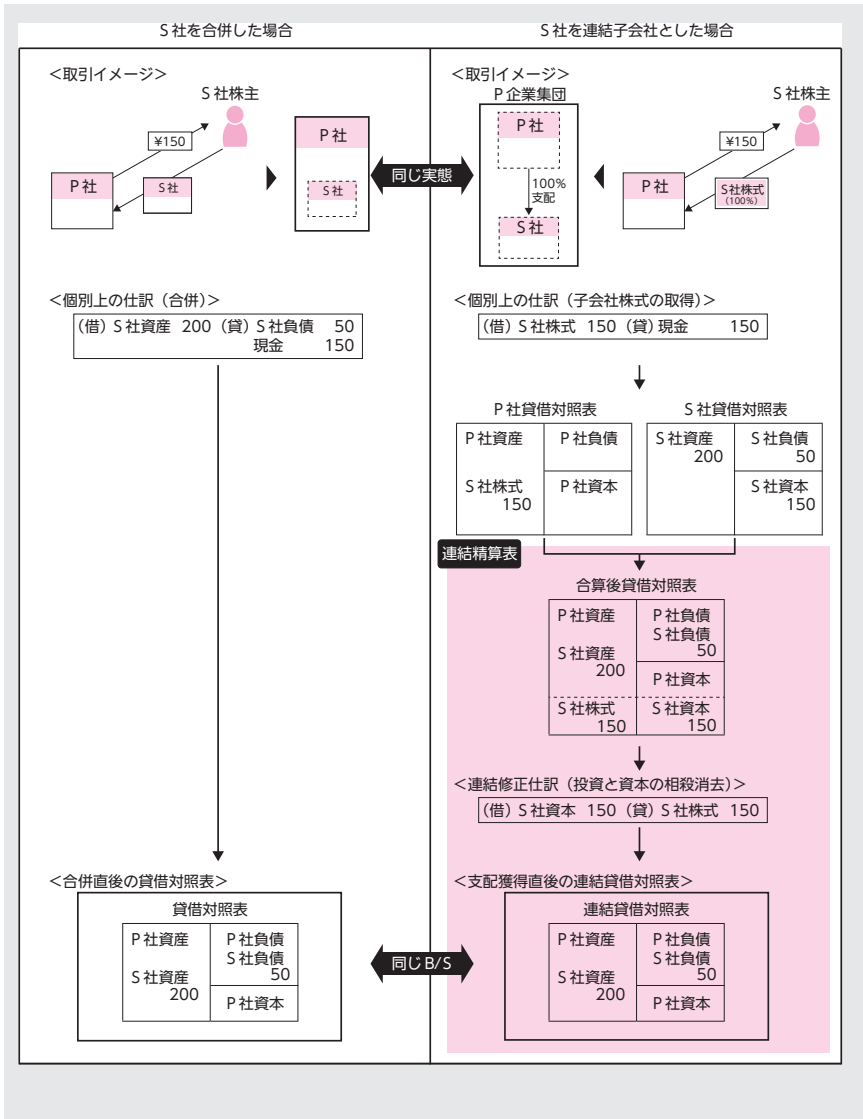 S社を合併した場合
＜取引イメージ＞
S社株主
¥150
P社
S社
P社
S社
＜個別上の仕訳（合併）＞
(借) S社資産 200 (貸) S社負債 50
現金 150
＜合併直後の貸借対照表＞
貸借対照表
P社資産 P社負債
S社負債
50
S社資産
200
P社資本
同じ実態
同じB/S
S社を連結子会社とした場合
＜取引イメージ＞
P企業集団
P社
100%
支配
S社
S社株主
¥150
P社
S社株式
(100%)
＜個別上の仕訳（子会社株式の取得）＞
(借) S社株式 150 (貸) 現金 150
P社貸借対照表
P社資産 P社負債
S社株式 P社資本
150
S社貸借対照表
S社資産 S社負債
200 50
S社資本
150
連結精算表
合算後貸借対照表
P社資産 P社負債
S社負債
50
S社資産
200
P社資本
S社株式 S社資本
150 150
＜連結修正仕訳（投資と資本の相殺消去）＞
(借) S社資本 150 (貸) S社株式 150
＜支配獲得直後の連結貸借対照表＞
連結貸借対照表
P社資産 P社負債
S社負債
50
S社資産
200
P社資本